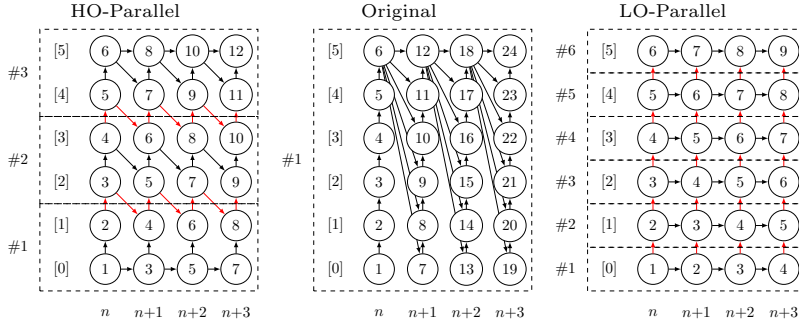 HO-Parallel Original LO-Parallel
#3 [5] 6 8 10 12
[4] 5 7 9 11
#2 [3] 4 6 8 10
[2] 3 5 7 9
#1 [1] 2 4 6 8
[0] 1 3 5 7
n n+1 n+2 n+3
#1
[5] 6 12 18 24
[4] 5 11 17 23
[3] 4 10 16 22
[2] 3 9 15 21
[1] 2 8 14 20
[0] 1 7 13 19
n n+1 n+2 n+3
#6 [5] 6 7 8 9
#5 [4] 5 6 7 8
#4 [3] 4 5 6 7
#3 [2] 3 4 5 6
#2 [1] 2 3 4 5
#1 [0] 1 2 3 4
n n+1 n+2 n+3